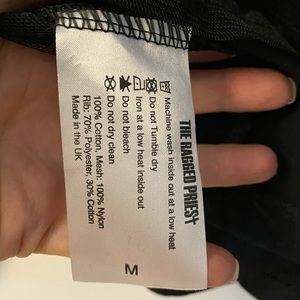 THE RAGGED PRIEST
Machine wash inside out at a low heat
Do not Tumble dry
Iron at a low heat inside out
Do not bleach
Do not dry clean
100% Cotton, Mesh: 100% Nylon
Rib: 70% Polyester, 30% Cotton
Made in the UK
M